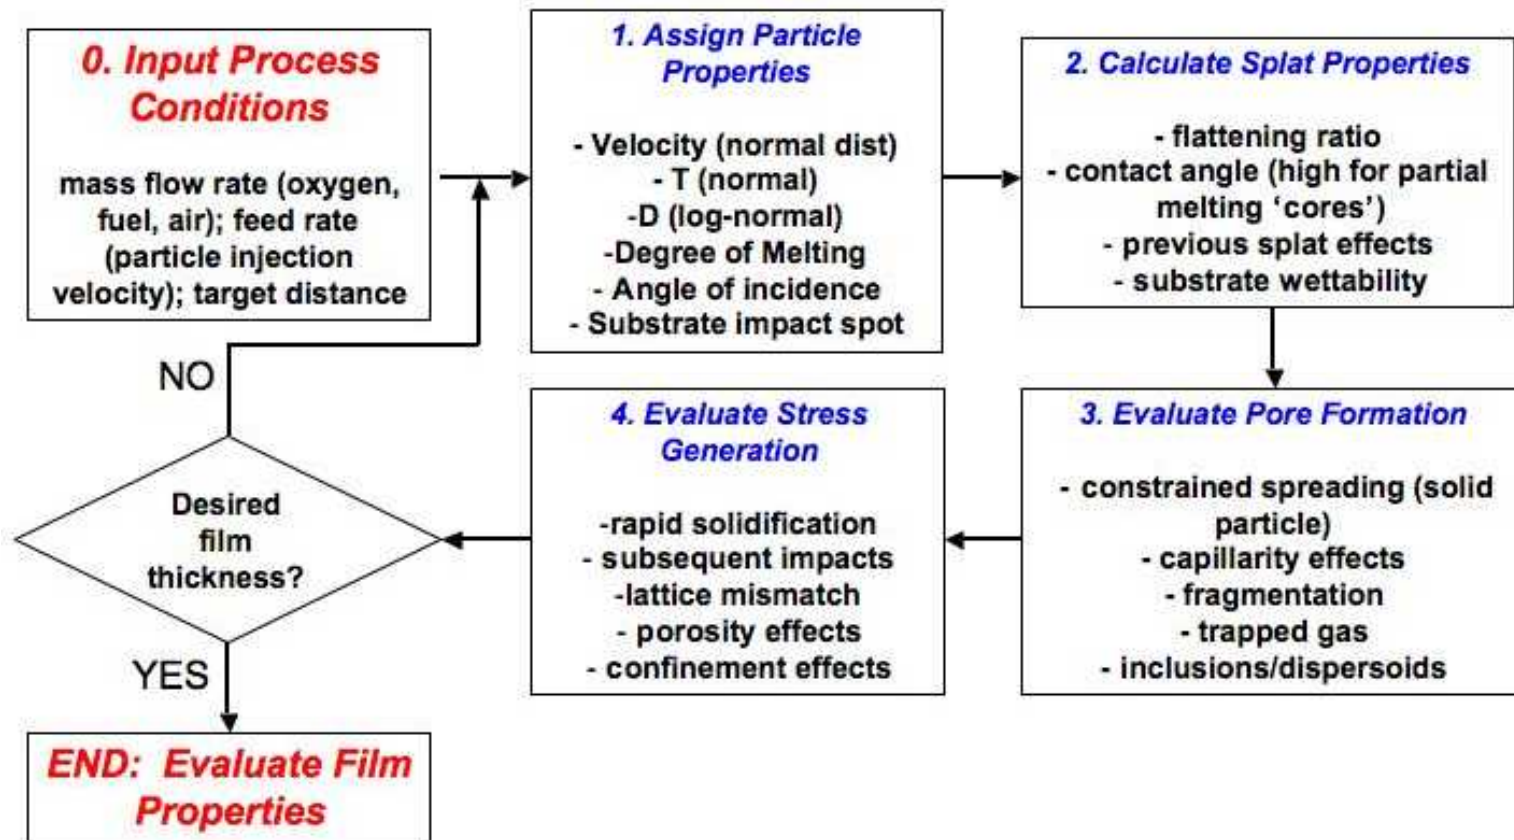 0. Input Process
Conditions
mass flow rate (oxygen,
fuel, air); feed rate
(particle injection
velocity); target distance
1. Assign Particle
Properties
- Velocity (normal dist)
- T (normal)
-D (log-normal)
-Degree of Melting
- Angle of incidence
- Substrate impact spot
2. Calculate Splat Properties
- flattening ratio
- contact angle (high for partial
melting ‘cores’)
- previous splat effects
- substrate wettability
3. Evaluate Pore Formation
- constrained spreading (solid
particle)
- capillarity effects
- fragmentation
- trapped gas
- inclusions/dispersoids
4. Evaluate Stress
Generation
-rapid solidification
- subsequent impacts
-lattice mismatch
- porosity effects
- confinement effects
Desired
film
thickness?
NO
YES
END: Evaluate Film
Properties